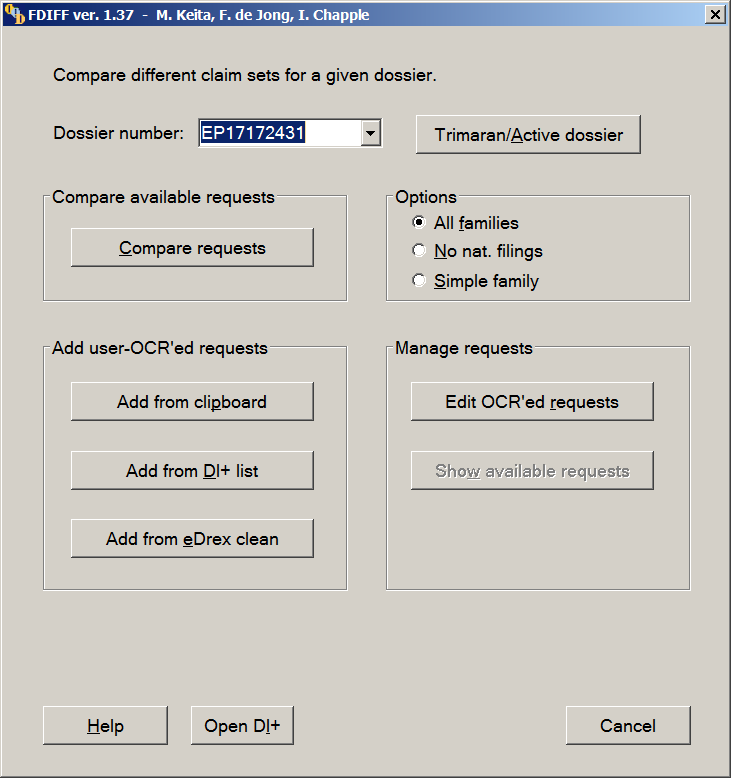 FDIFF ver. 1.37 - M. Keita, F. de Jong, I. Chapple
Compare different claim sets for a given dossier.
Dossier number: EP17172431 Trimaran/Active dossier
Compare available requests
Compare requests
Options
All families
No nat. filings
Simple family
Add user-OCR'ed requests
Add from clipboard
Add from DI+ list
Add from eDrex clean
Manage requests
Edit OCR'ed requests
Show available requests
Help Open DI+ Cancel